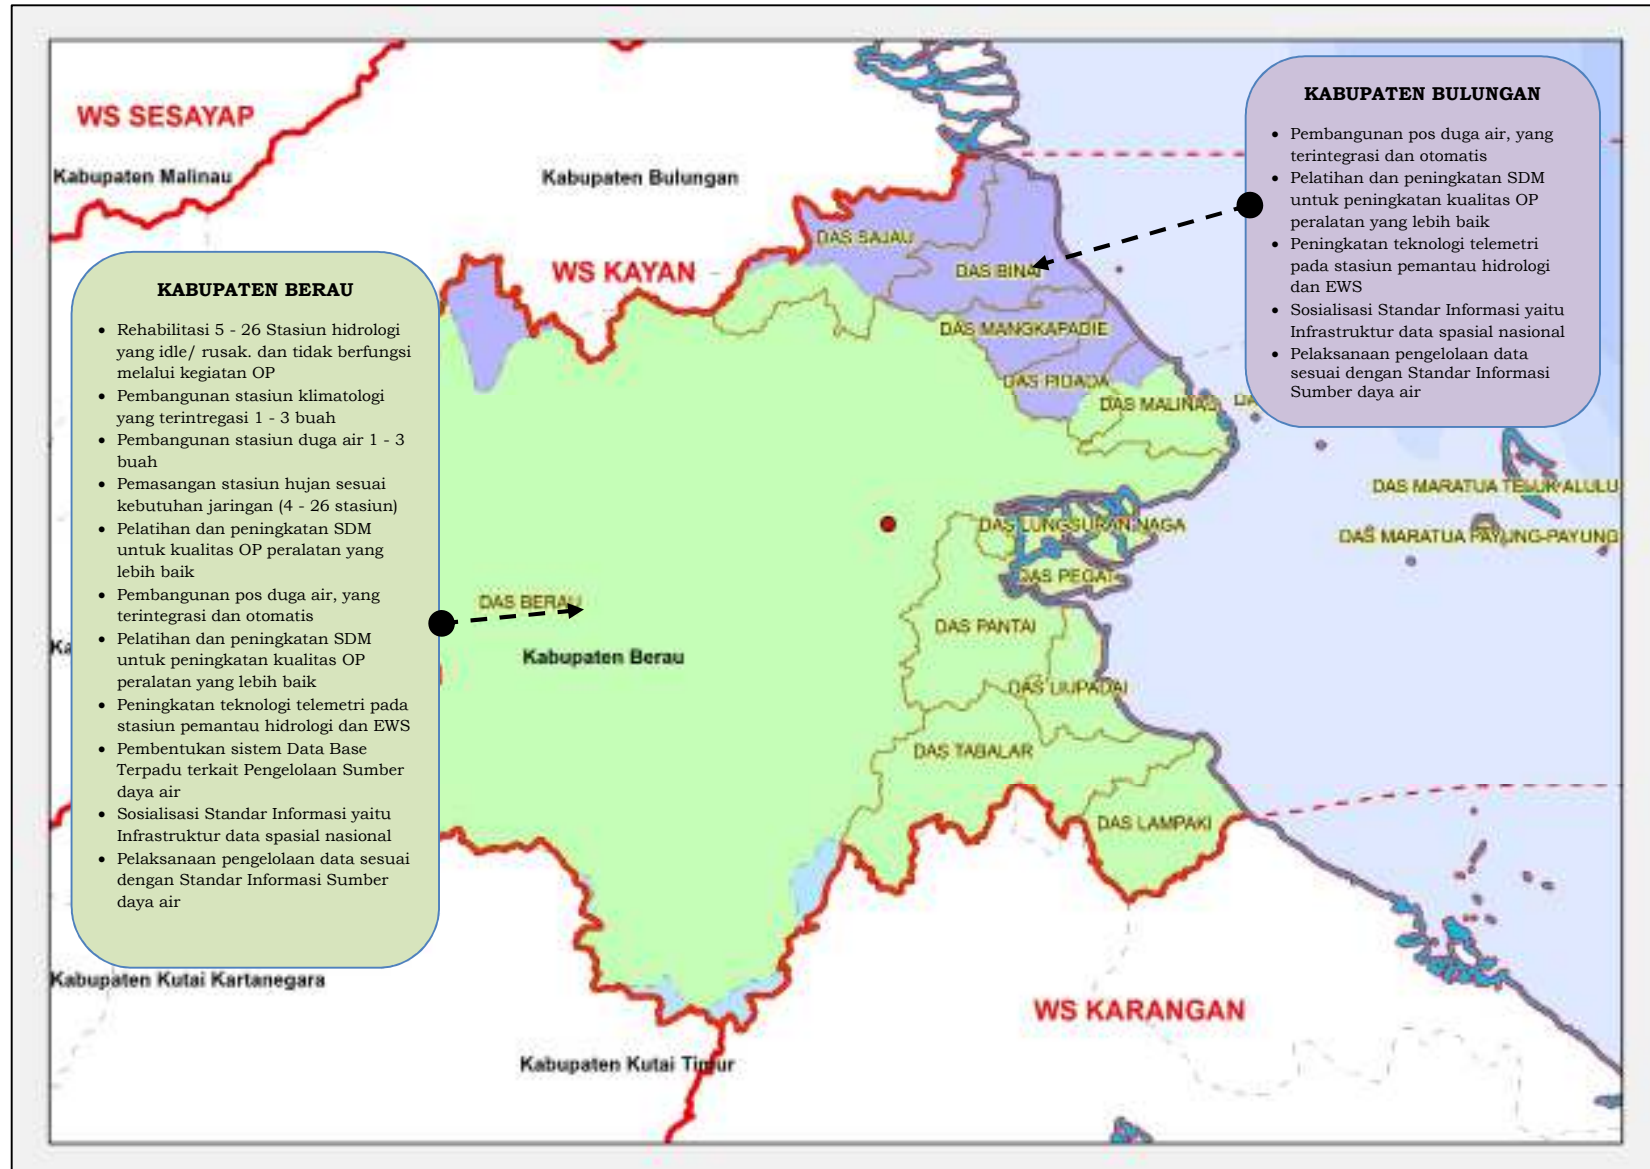 WS SESAYAP
Kabupaten Malinau
Kabupaten Bulungan
WS KAYAN
KABUPATEN BULUNGAN
• Pembangunan pos duga air, yang
terintegrasi dan otomatis
• Pelatihan dan peningkatan SDM
untuk peningkatan kualitas OP
peralatan yang lebih baik
• Peningkatan teknologi telemetri
pada stasiun pemantau hidrologi
dan EWS
• Sosialisasi Standar Informasi yaitu
Infrastruktur data spasial nasional
• Pelaksanaan pengelolaan data
sesuai dengan Standar Informasi
Sumber daya air
KABUPATEN BERAU
• Rehabilitasi 5 - 26 Stasiun hidrologi
yang idle/ rusak. dan tidak berfungsi
melalui kegiatan OP
• Pembangunan stasiun klimatologi
yang terintregasi 1 - 3 buah
• Pembangunan stasiun duga air 1 - 3
buah
• Pemasangan stasiun hujan sesuai
kebutuhan jaringan (4 - 26 stasiun)
• Pelatihan dan peningkatan SDM
untuk kualitas OP peralatan yang
lebih baik
• Pembangunan pos duga air, yang
terintegrasi dan otomatis
• Pelatihan dan peningkatan SDM
untuk peningkatan kualitas OP
peralatan yang lebih baik
• Peningkatan teknologi telemetri pada
stasiun pemantau hidrologi dan EWS
• Pembentukan sistem Data Base
Terpadu terkait Pengelolaan Sumber
daya air
• Sosialisasi Standar Informasi yaitu
Infrastruktur data spasial nasional
• Pelaksanaan pengelolaan data sesuai
dengan Standar Informasi Sumber
daya air
DAS SAJAU
DAS BINAI
DAS MANGKAPADIE
DAS PIDADA
DAS MALINAU
DAS MARATUA TELUK ALULU
DAS MARATUA PAYUNG-PAYUNG
DAS LUNGSURAN NAGA
DAS PEGAT
DAS BERAU
Kabupaten Berau
DAS PANTAI
DAS LIUPADAI
DAS TABALAR
DAS LAMPAKI
Kabupaten Kutai Kartanegara
WS KARANGAN
Kabupaten Kutai Timur